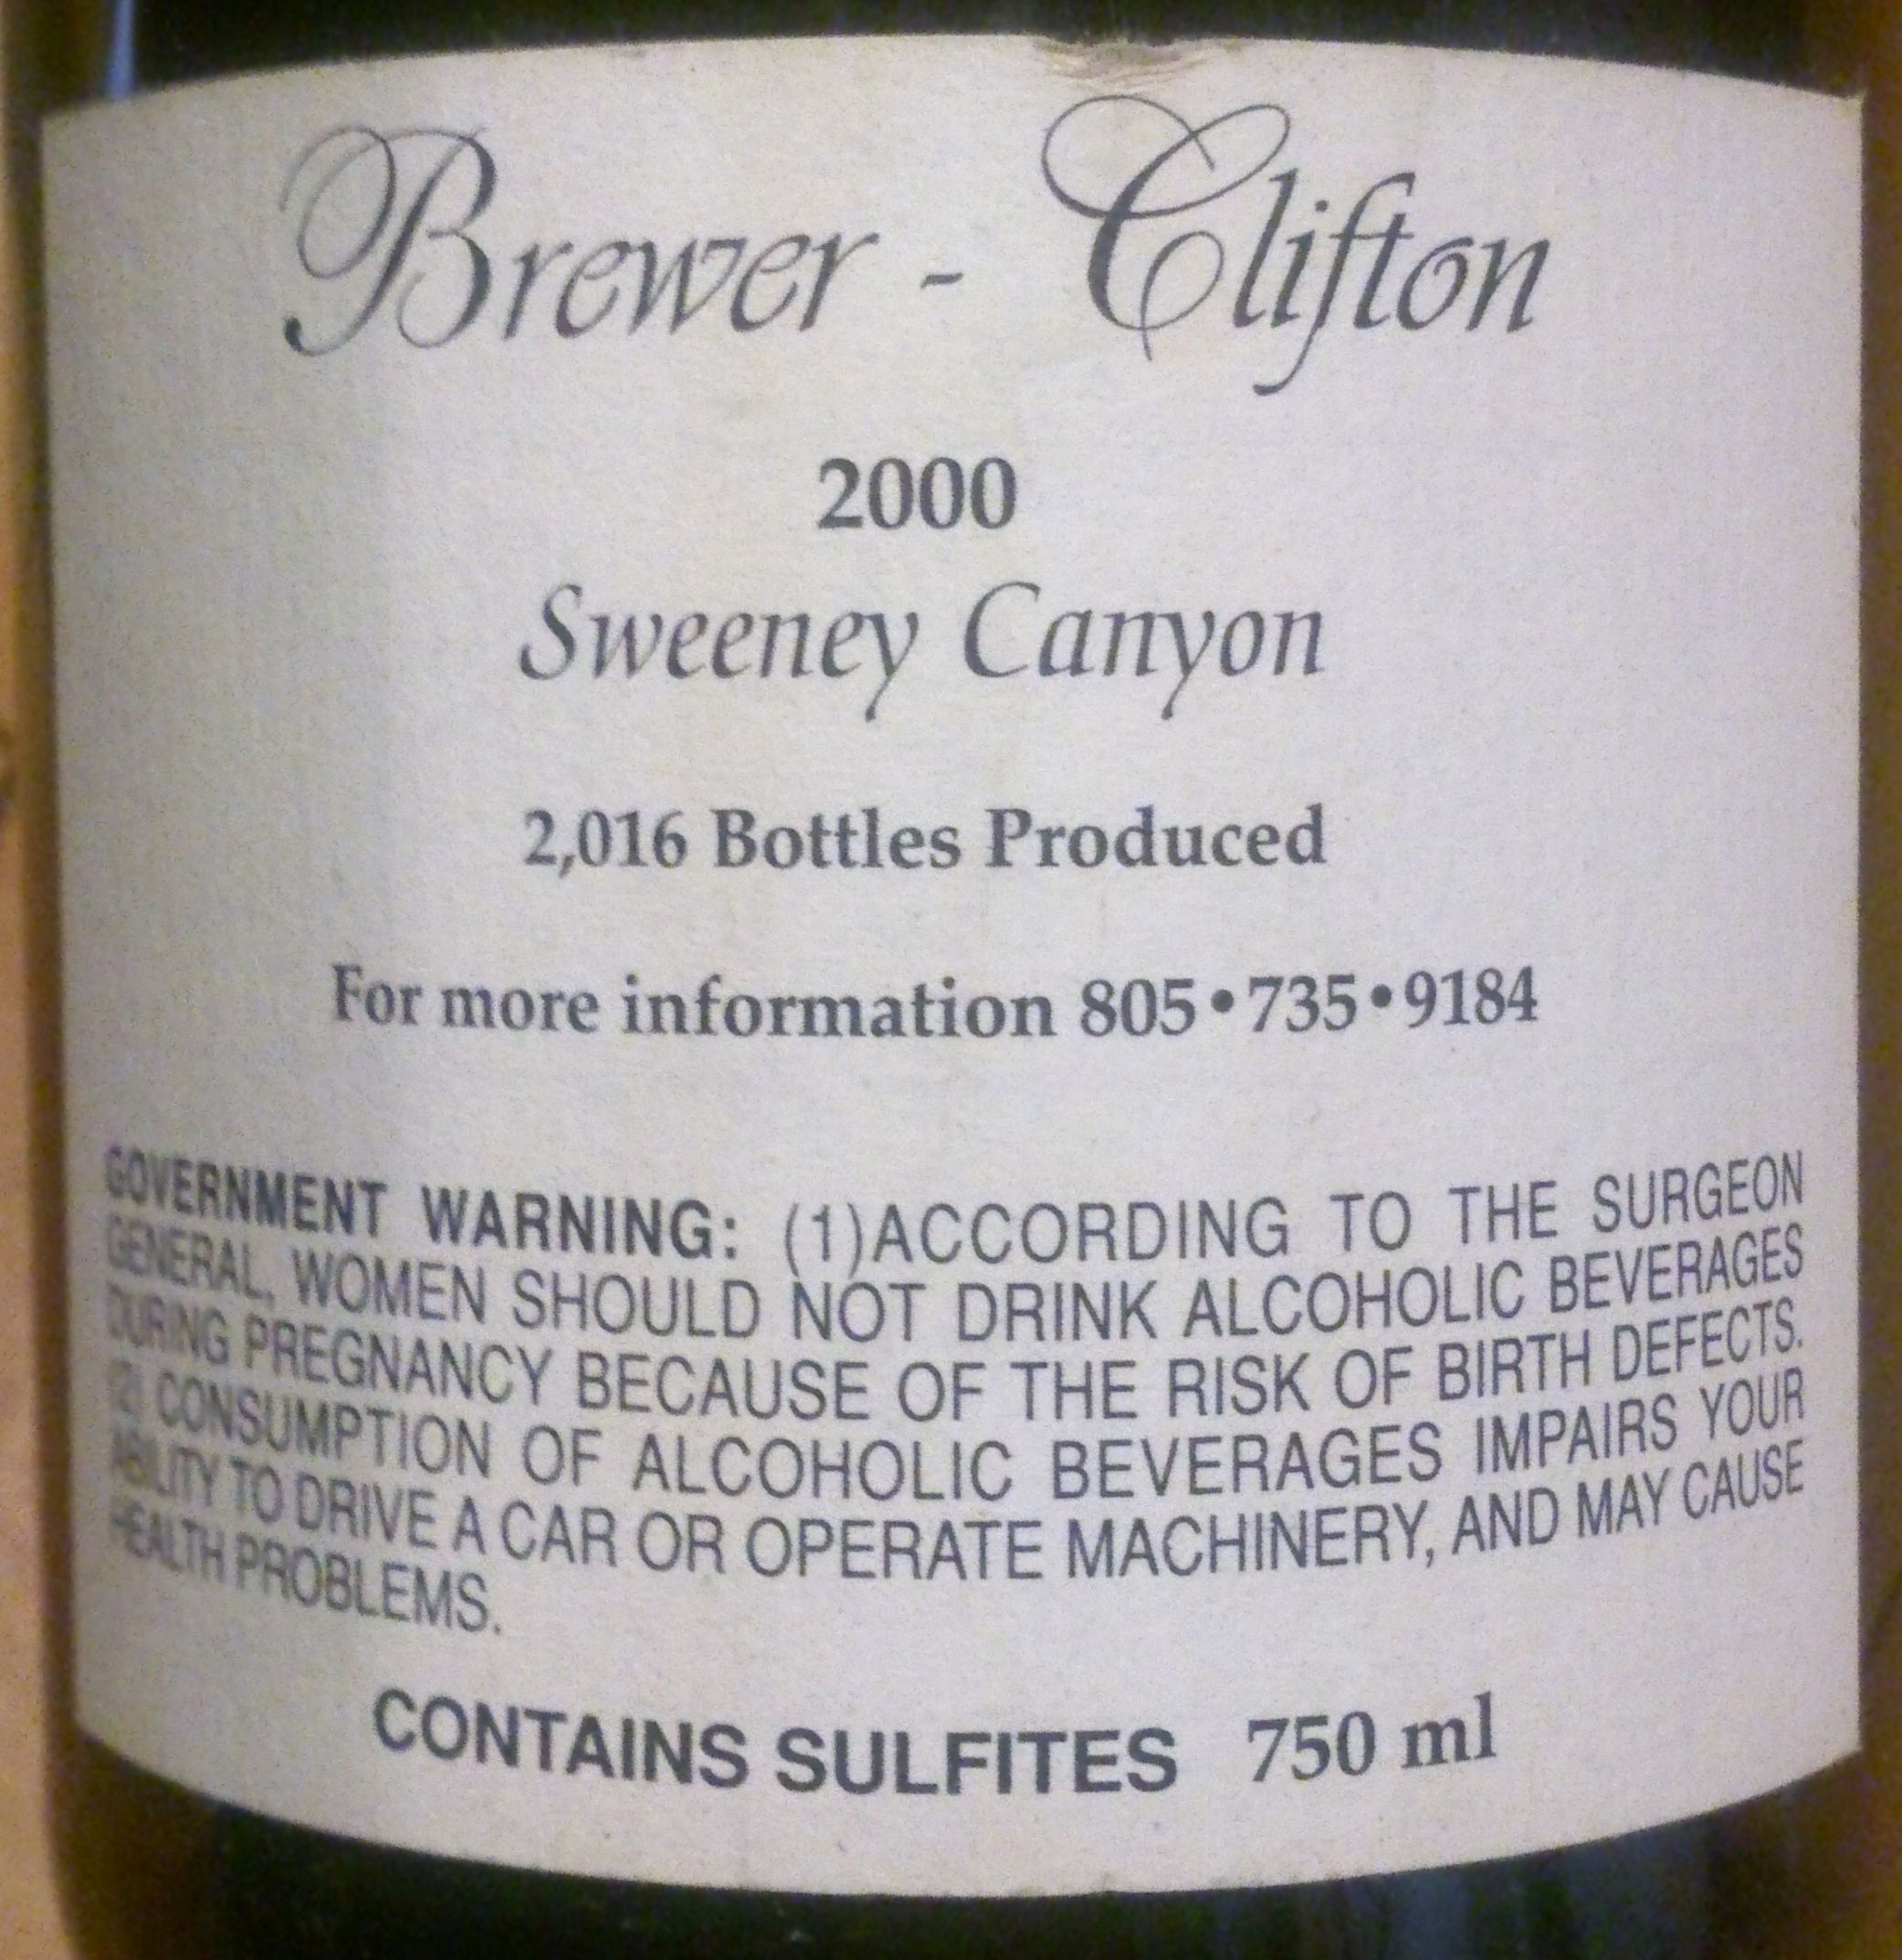 Brewer - Clifton
2000
Sweeney Canyon
2,016 Bottles Produced
For more information 805•735•9184
GOVERNMENT WARNING: (1)ACCORDING TO THE SURGEON
GENERAL, WOMEN SHOULD NOT DRINK ALCOHOLIC BEVERAGES
DURING PREGNANCY BECAUSE OF THE RISK OF BIRTH DEFECTS.
(2) CONSUMPTION OF ALCOHOLIC BEVERAGES IMPAIRS YOUR
ABILITY TO DRIVE A CAR OR OPERATE MACHINERY, AND MAY CAUSE
HEALTH PROBLEMS.
CONTAINS SULFITES 750 ml